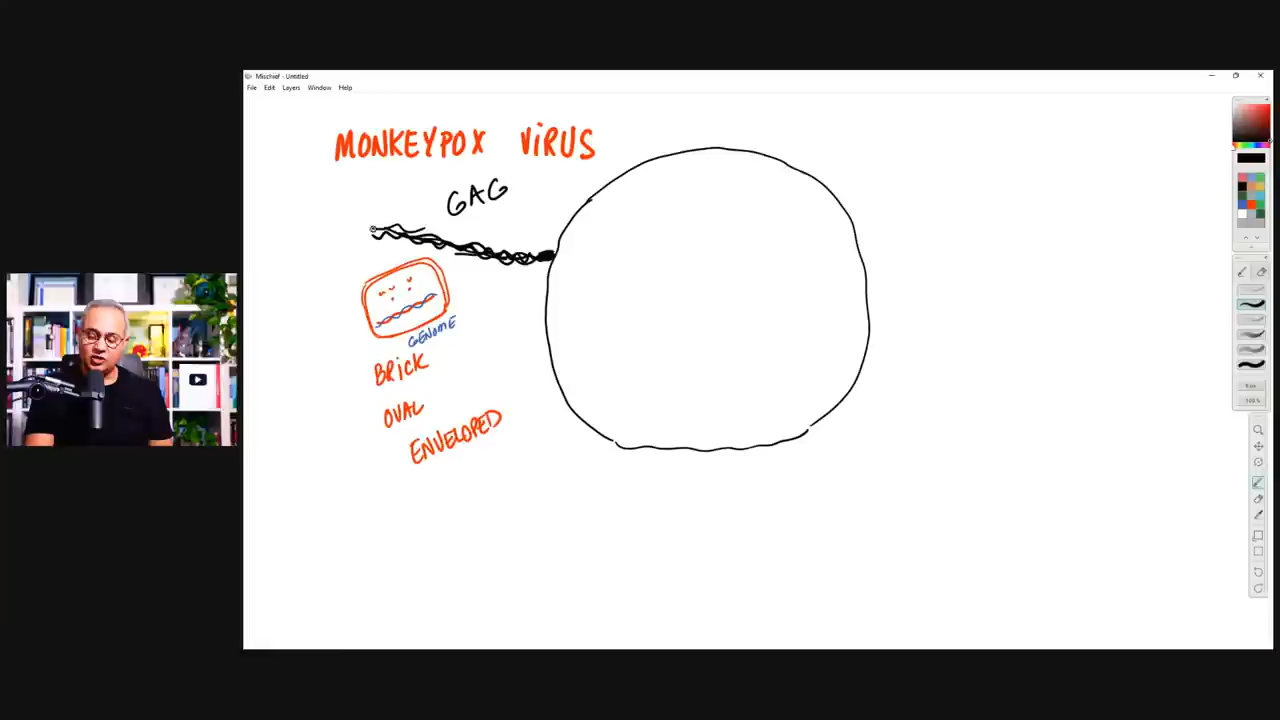 Mischief - Untitled
File Edit Layers Window Help
MONKEYPOX ViRUS
GAG
GENOME
BRiCK
OVAL
ENVELOPED